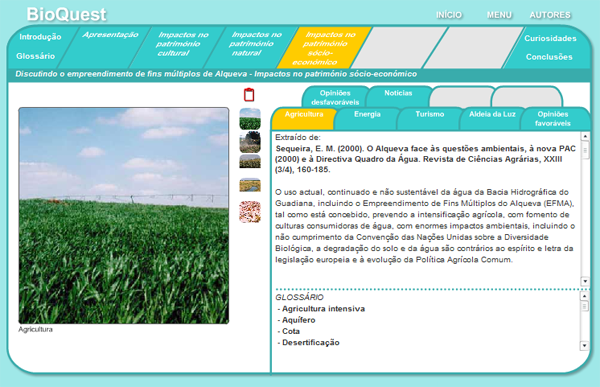 BioQuest
INÍCIO MENU AUTORES
Introdução
Glossário
Apresentação
Impactos no
património
cultural
Impactos no
património
natural
Impactos no
património
sócio-
económico
Curiosidades
Conclusões
Discutindo o empreendimento de fins múltiplos de Alqueva - Impactos no património sócio-económico
Opiniões
desfavoráveis
Notícias
Agricultura
Energia
Turismo
Aldeia da Luz
Opiniões
favoráveis
Extraído de:
Sequeira, E. M. (2000). O Alqueva face às questões ambientais, à nova PAC
(2000) e à Directiva Quadro da Água. Revista de Ciências Agrárias, XXIII
(3/4), 160-185.
O uso actual, continuado e não sustentável da água da Bacia Hidrográfica do
Guadiana, incluindo o Empreendimento de Fins Múltiplos do Alqueva (EFMA),
tal como está concebido, prevendo a intensificação agrícola, com fomento de
culturas consumidoras de água, com enormes impactos ambientais, incluindo o
não cumprimento da Convenção das Nações Unidas sobre a Diversidade
Biológica, a degradação do solo e da água são contrários ao espírito e letra da
legislação europeia e à evolução da Política Agrícola Comum.
GLOSSÁRIO
- Agricultura intensiva
- Aquífero
- Cota
- Desertificação
Agricultura